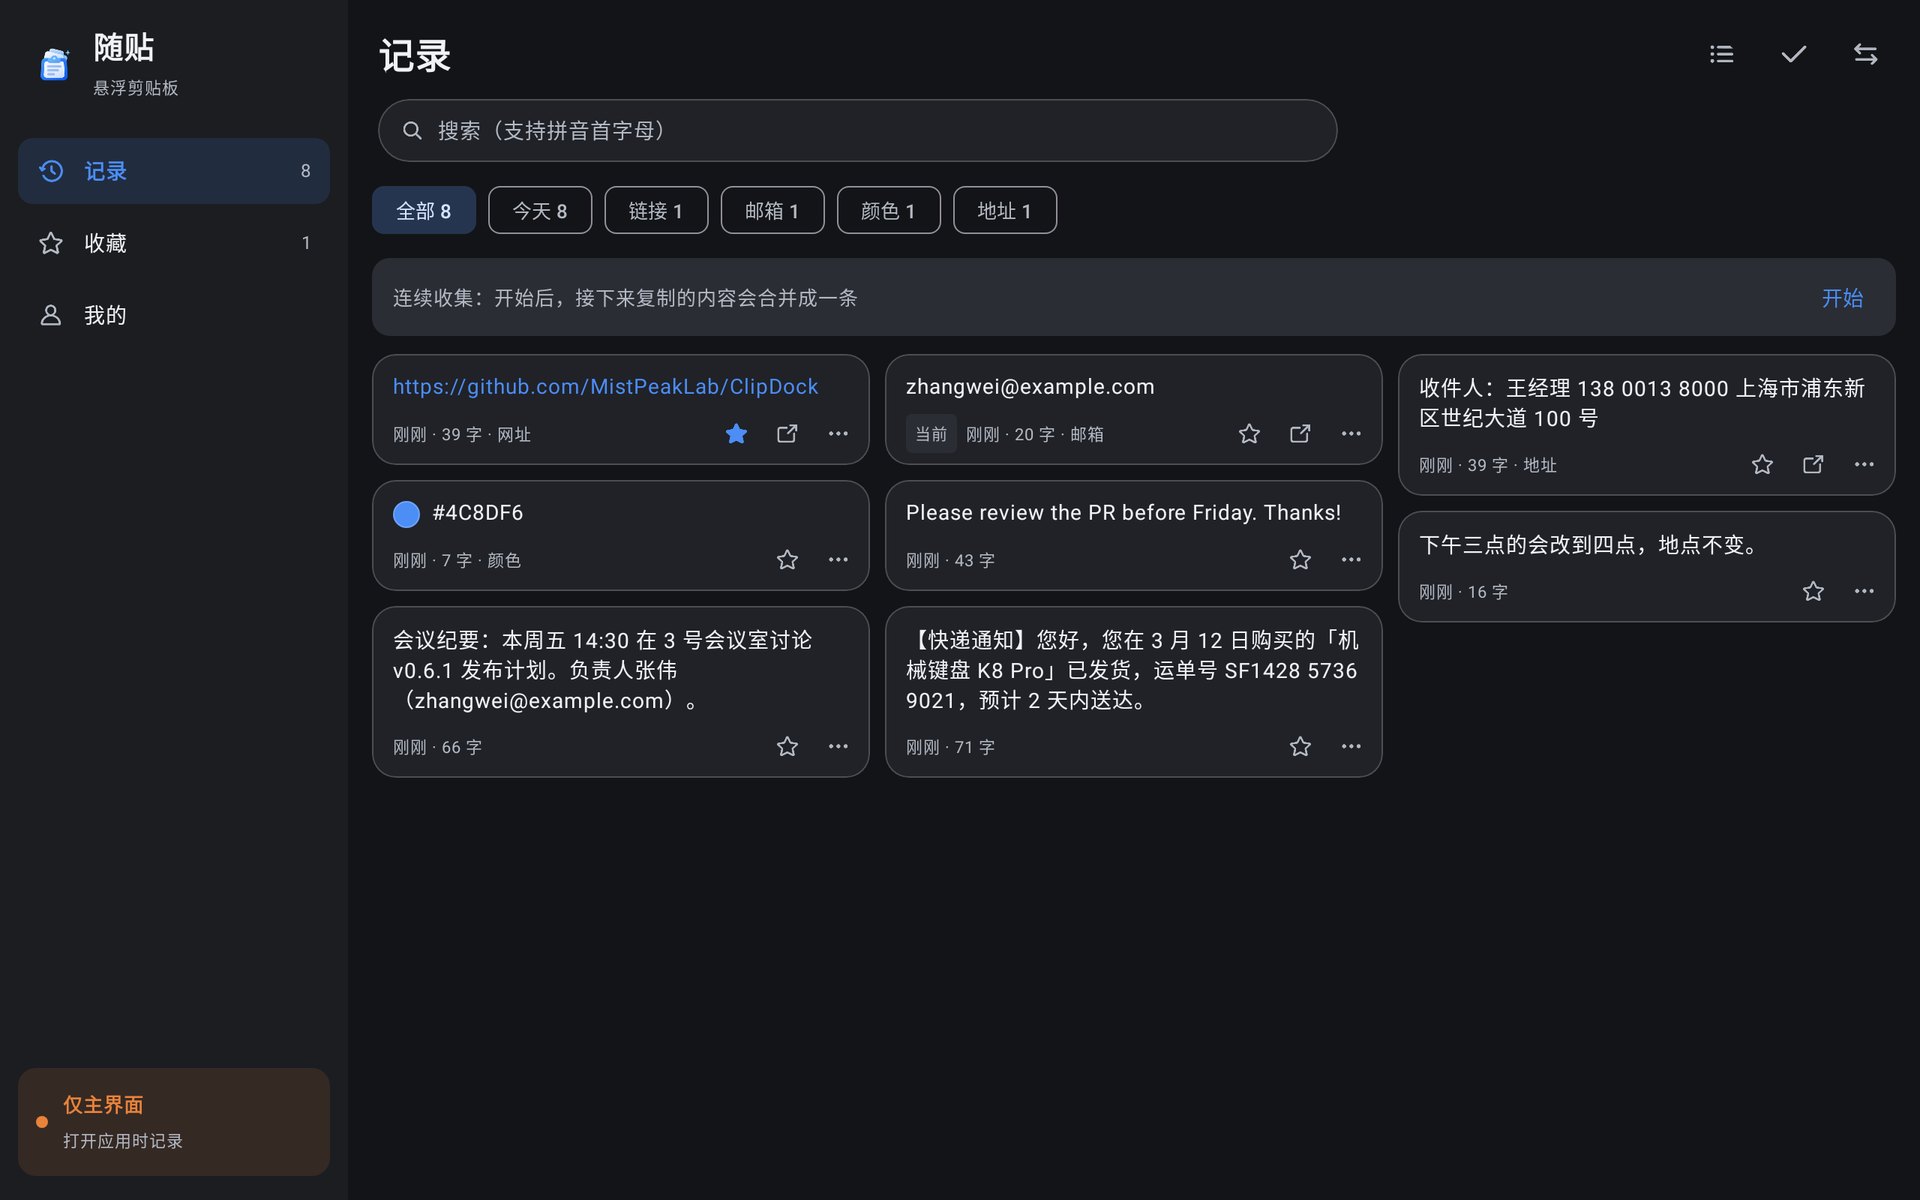 随贴
悬浮剪贴板
记录 8
收藏 1
我的
仅主界面
打开应用时记录
记录
搜索（支持拼音首字母）
全部 8
今天 8
链接 1
邮箱 1
颜色 1
地址 1
连续收集：开始后，接下来复制的内容会合并成一条
开始
https://github.com/MistPeakLab/ClipDock
刚刚 · 39 字 · 网址
zhangwei@example.com
当前 刚刚 · 20 字 · 邮箱
收件人：王经理 138 0013 8000 上海市浦东新
区世纪大道 100 号
刚刚 · 39 字 · 地址
#4C8DF6
刚刚 · 7 字 · 颜色
Please review the PR before Friday. Thanks!
刚刚 · 43 字
下午三点的会改到四点，地点不变。
刚刚 · 16 字
会议纪要：本周五 14:30 在 3 号会议室讨论
v0.6.1 发布计划。负责人张伟
（zhangwei@example.com）。
刚刚 · 66 字
【快递通知】您好，您在 3 月 12 日购买的「机
械键盘 K8 Pro」已发货，运单号 SF1428 5736
9021，预计 2 天内送达。
刚刚 · 71 字